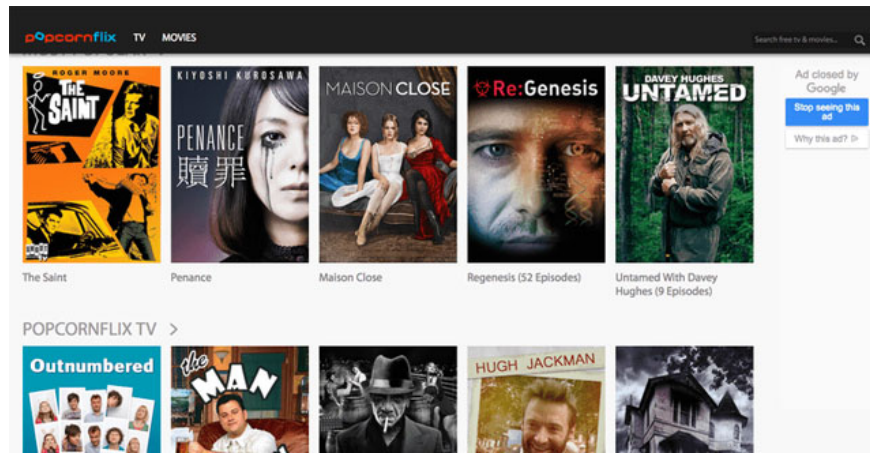 popcornflix TV MOVIES
Search free tv & movies...
MOST POPULAR >
ROGER MOORE
THE
SAINT
KIYOSHI KUROSAWA
PENANCE
贖罪
MAISON CLOSE
Re:Genesis
DAVEY HUGHES
UNTAMED
Ad closed by
Google
Stop seeing this
ad
Why this ad?
The Saint
Penance
Maison Close
Regenesis (52 Episodes)
Untamed With Davey
Hughes (9 Episodes)
POPCORNFLIX TV >
Outnumbered
the
MAN
HUGH JACKMAN